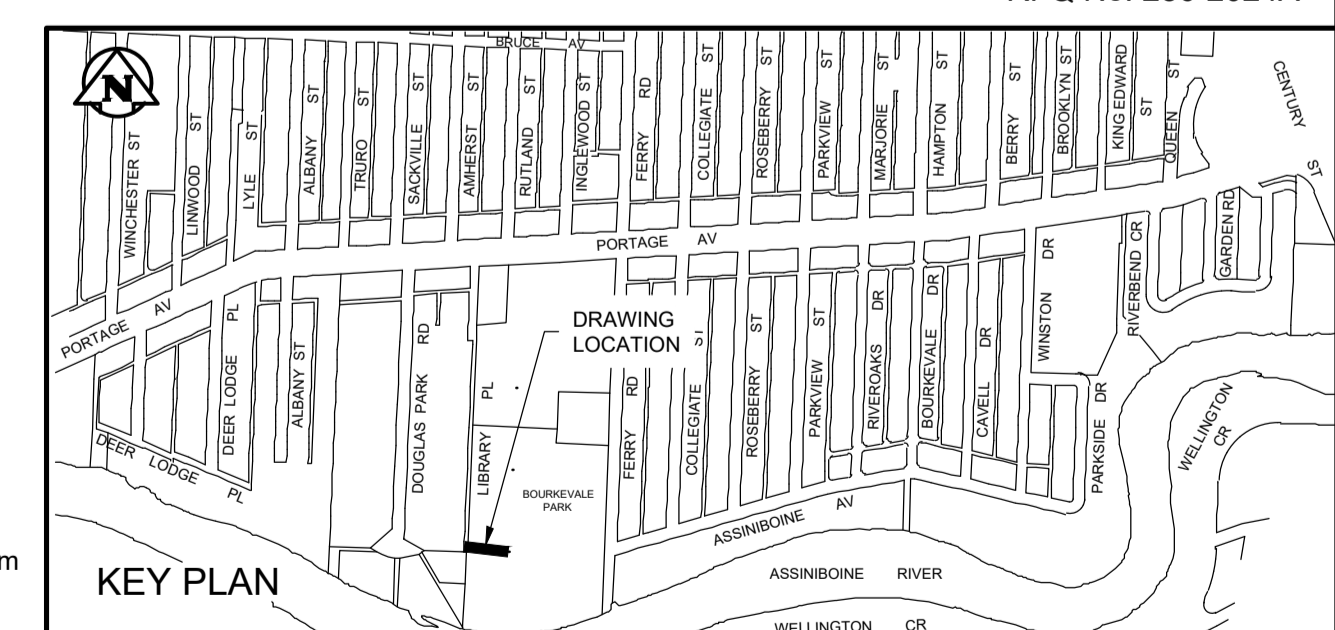 BRUCE AV
N
WINCHESTER ST
LINWOOD ST
LYLE ST
ALBANY ST
TRURO ST
SACKVILLE ST
AMHERST ST
RUTLAND ST
INGLEWOOD ST
FERRY RD
COLLEGIATE ST
ROSEBERRY ST
PARKVIEW ST
MARJORIE ST
HAMPTON ST
BERRY ST
BROOKLYN ST
KING EDWARD ST
QUEEN ST
CENTURY ST
PORTAGE AV
PORTAGE AV
DEER LODGE PL
DEER LODGE PL
ALBANY ST
DOUGLAS PARK RD
LIBRARY PL
DRAWING
LOCATION
BOURKEVALE
PARK
FERRY RD
COLLEGIATE ST
ROSEBERRY ST
PARKVIEW ST
RIVEROAKS DR
BOURKEVALE DR
CAVELL DR
WINSTON DR
PARKSIDE DR
RIVERBEND CR
GARDEN RD
WELLINGTON CR
ASSINIBOINE AV
ASSINIBOINE RIVER
WELLINGTON CR
KEY PLAN
m